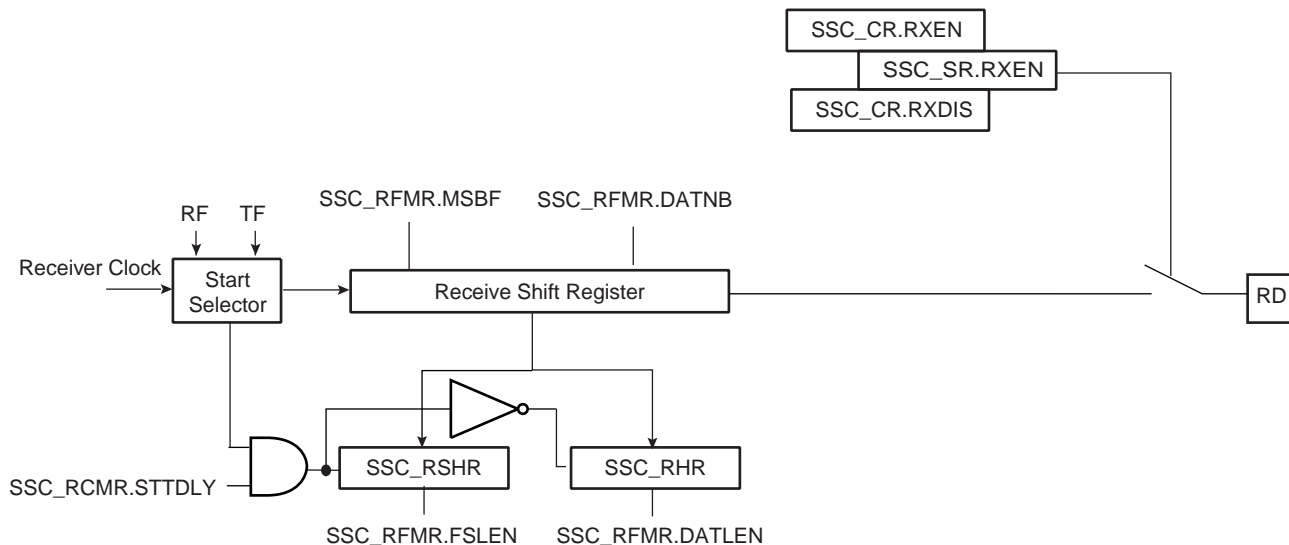 SSC_CR.RXEN
SSC_SR.RXEN
SSC_CR.RXDIS
SSC_RFMR.MSBF
SSC_RFMR.DATNB
RF
TF
Receiver Clock
Start
Selector
Receive Shift Register
RD
SSC_RCMR.STTDLY
SSC_RSHR
SSC_RHR
SSC_RFMR.FSLEN
SSC_RFMR.DATLEN